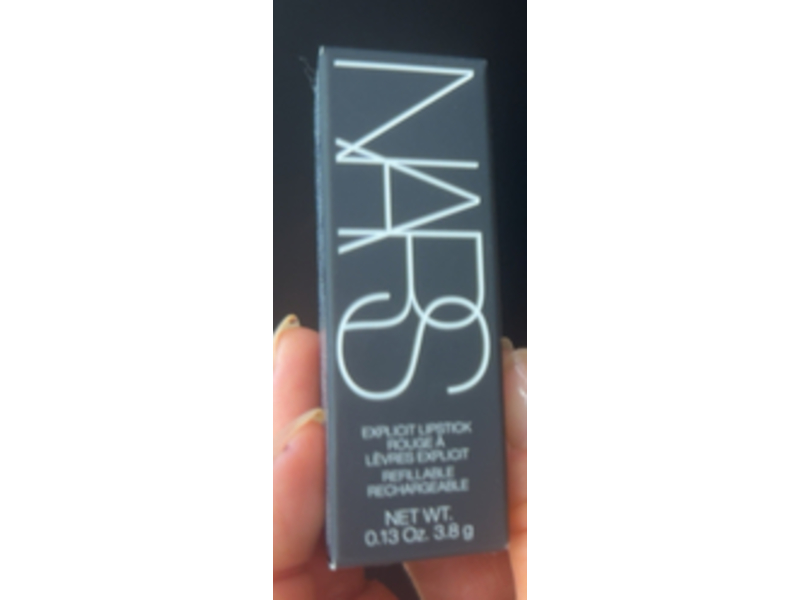 NARS
EXPLICIT LIPSTICK
ROUGE À
LÈVRES EXPLICIT
REFILLABLE
RECHARGEABLE
NET WT.
0.13 Oz. 3.8 g